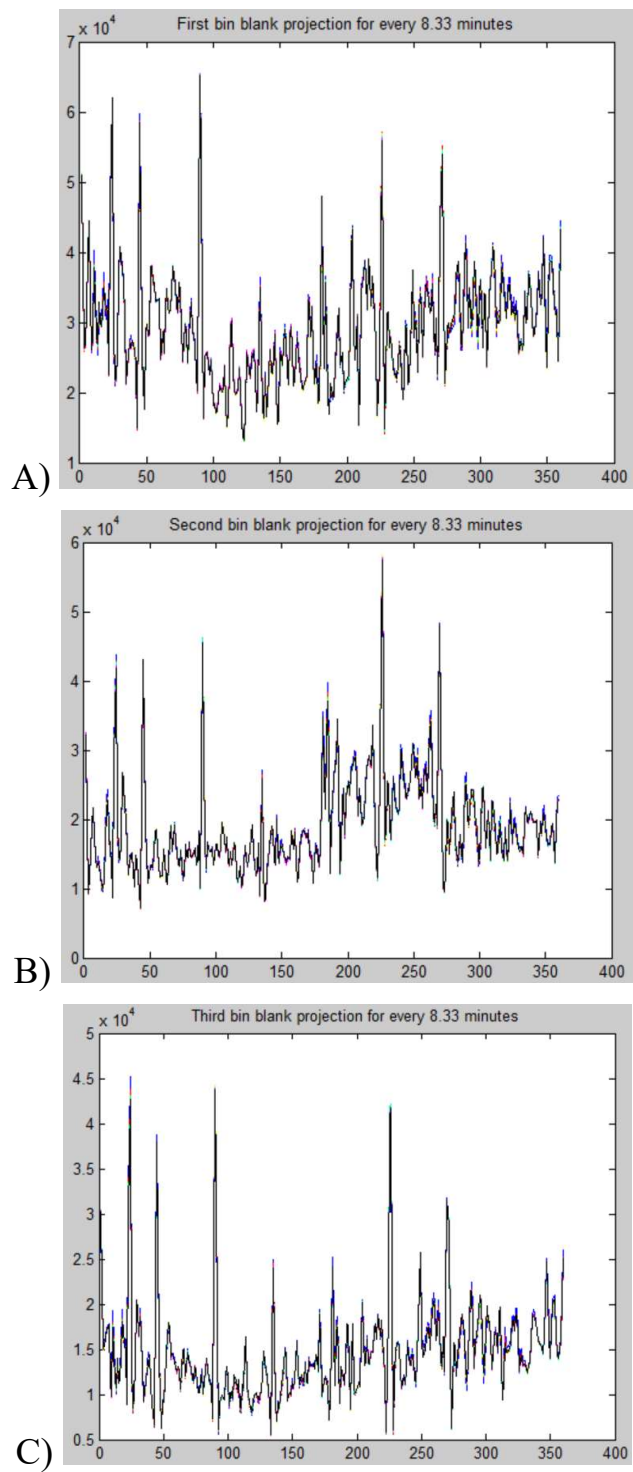 x 10^4
First bin blank projection for every 8.33 minutes
7
6
5
4
3
2
1
0 50 100 150 200 250 300 350 400
A)
x 10^4
Second bin blank projection for every 8.33 minutes
6
5
4
3
2
1
0
0 50 100 150 200 250 300 350 400
B)
x 10^4
Third bin blank projection for every 8.33 minutes
5
4.5
4
3.5
3
2.5
2
1.5
1
0.5
0 50 100 150 200 250 300 350 400
C)